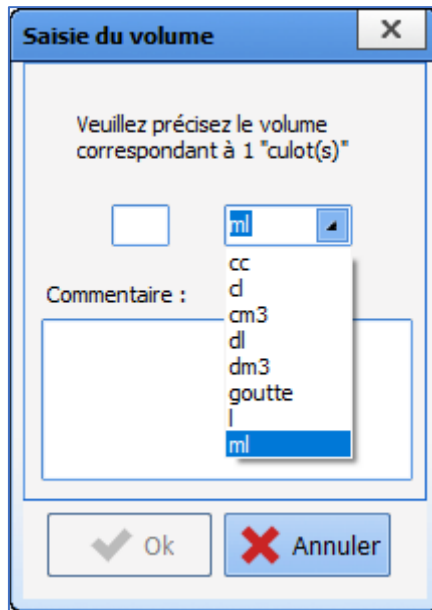 Saisie du volume
Veuillez précisez le volume
correspondant à 1 "culot(s)"
ml
cc
cl
Commentaire :
cm3
dl
dm3
goutte
l
ml
Ok
Annuler